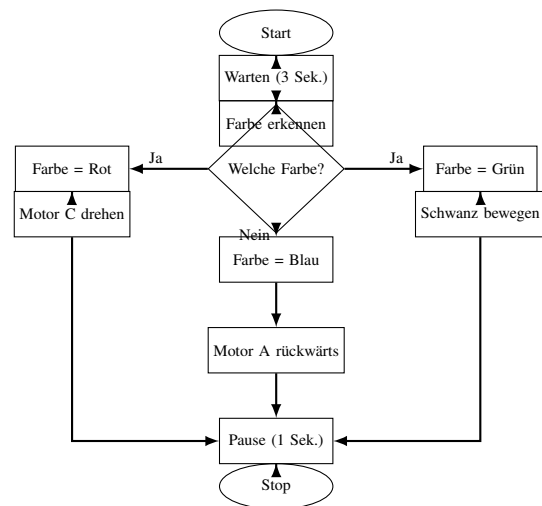 Start
Warten (3 Sek.)
Farbe erkennen
Ja
Ja
Farbe = Rot
Welche Farbe?
Farbe = Grün
Motor C drehen
Schwanz bewegen
Nein
Farbe = Blau
Motor A rückwärts
Pause (1 Sek.)
Stop